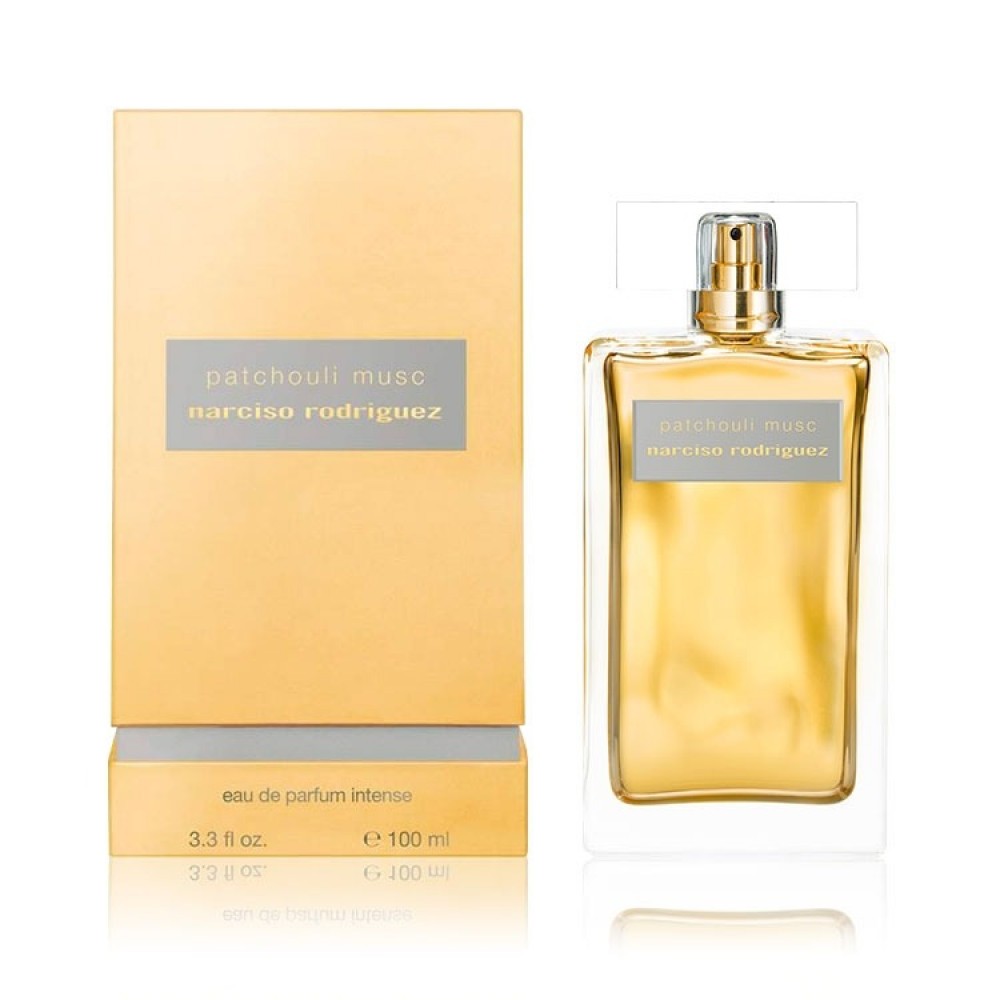 patchouli musc
narciso rodriguez
eau de parfum intense
3.3 fl oz. ℮ 100 ml
patchouli musc
narciso rodriguez